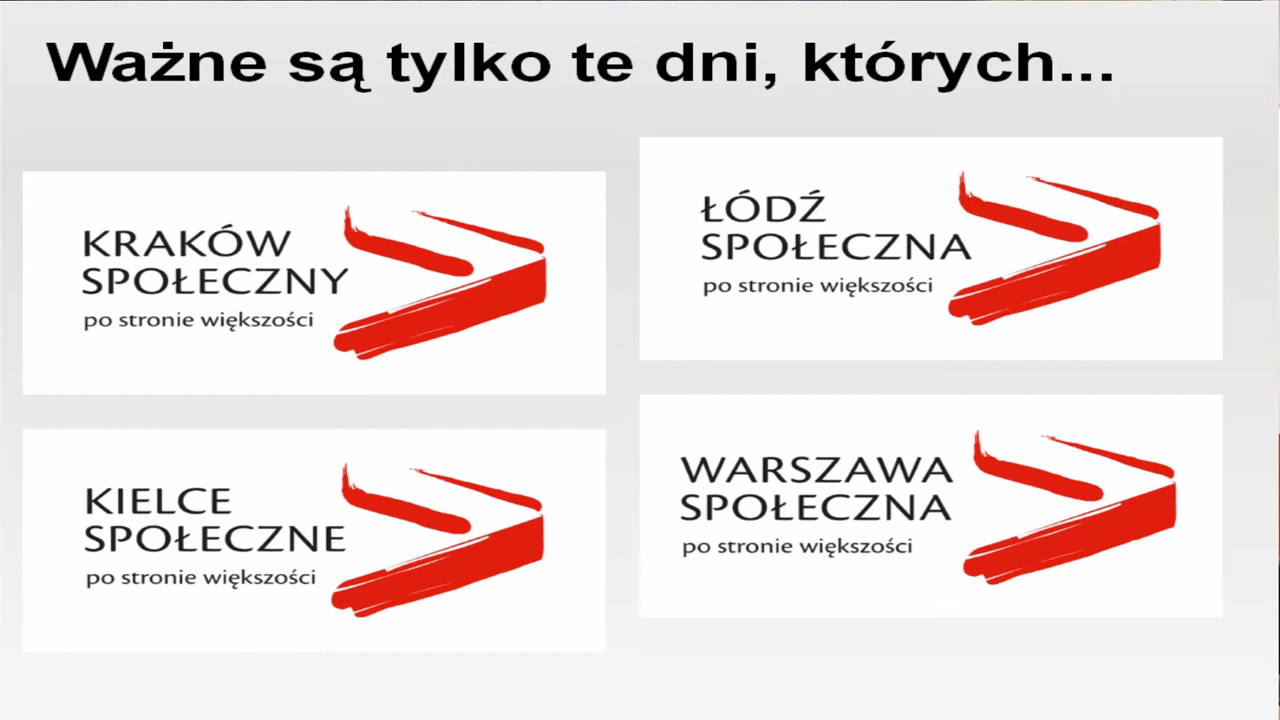 Ważne są tylko te dni, których...
KRAKÓW
SPOŁECZNY
po stronie większości
ŁÓDŹ
SPOŁECZNA
po stronie większości
KIELCE
SPOŁECZNE
po stronie większości
WARSZAWA
SPOŁECZNA
po stronie większości